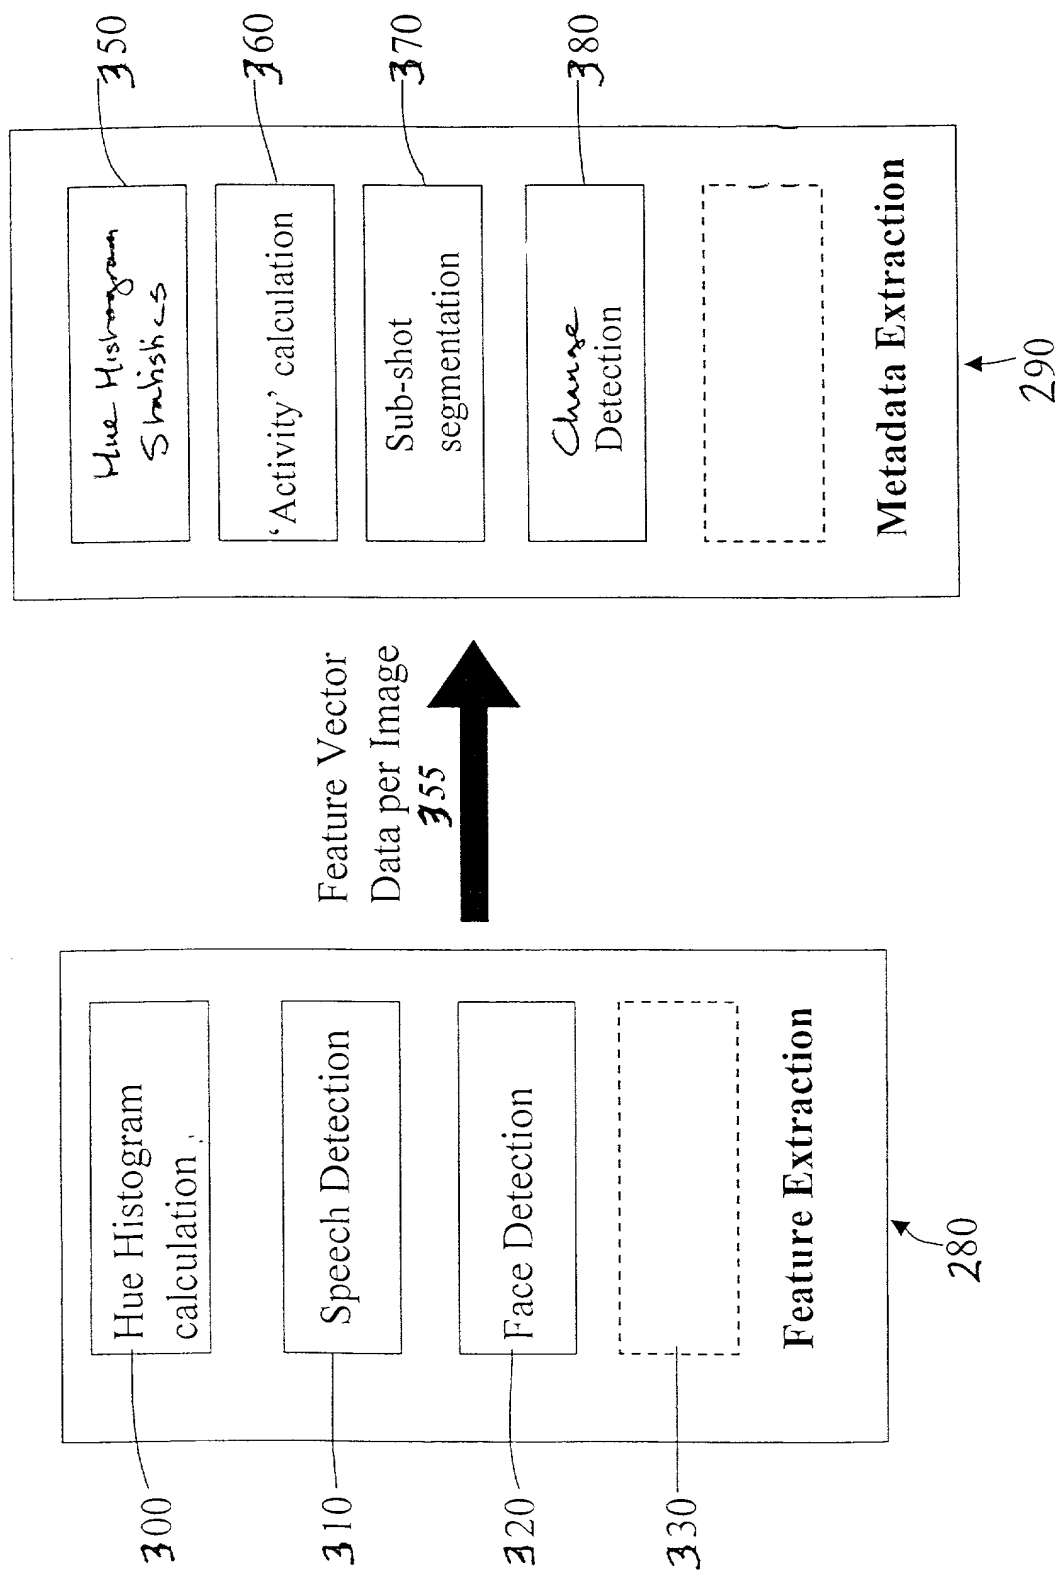 300
310
320
330
Hue Histogram
calculation
Speech Detection
Face Detection
Feature Extraction
280
Feature Vector
Data per Image
355
Hue Histogram
Statistics
'Activity' calculation
Sub-shot
segmentation
Change
Detection
Metadata Extraction
290
350
360
370
380